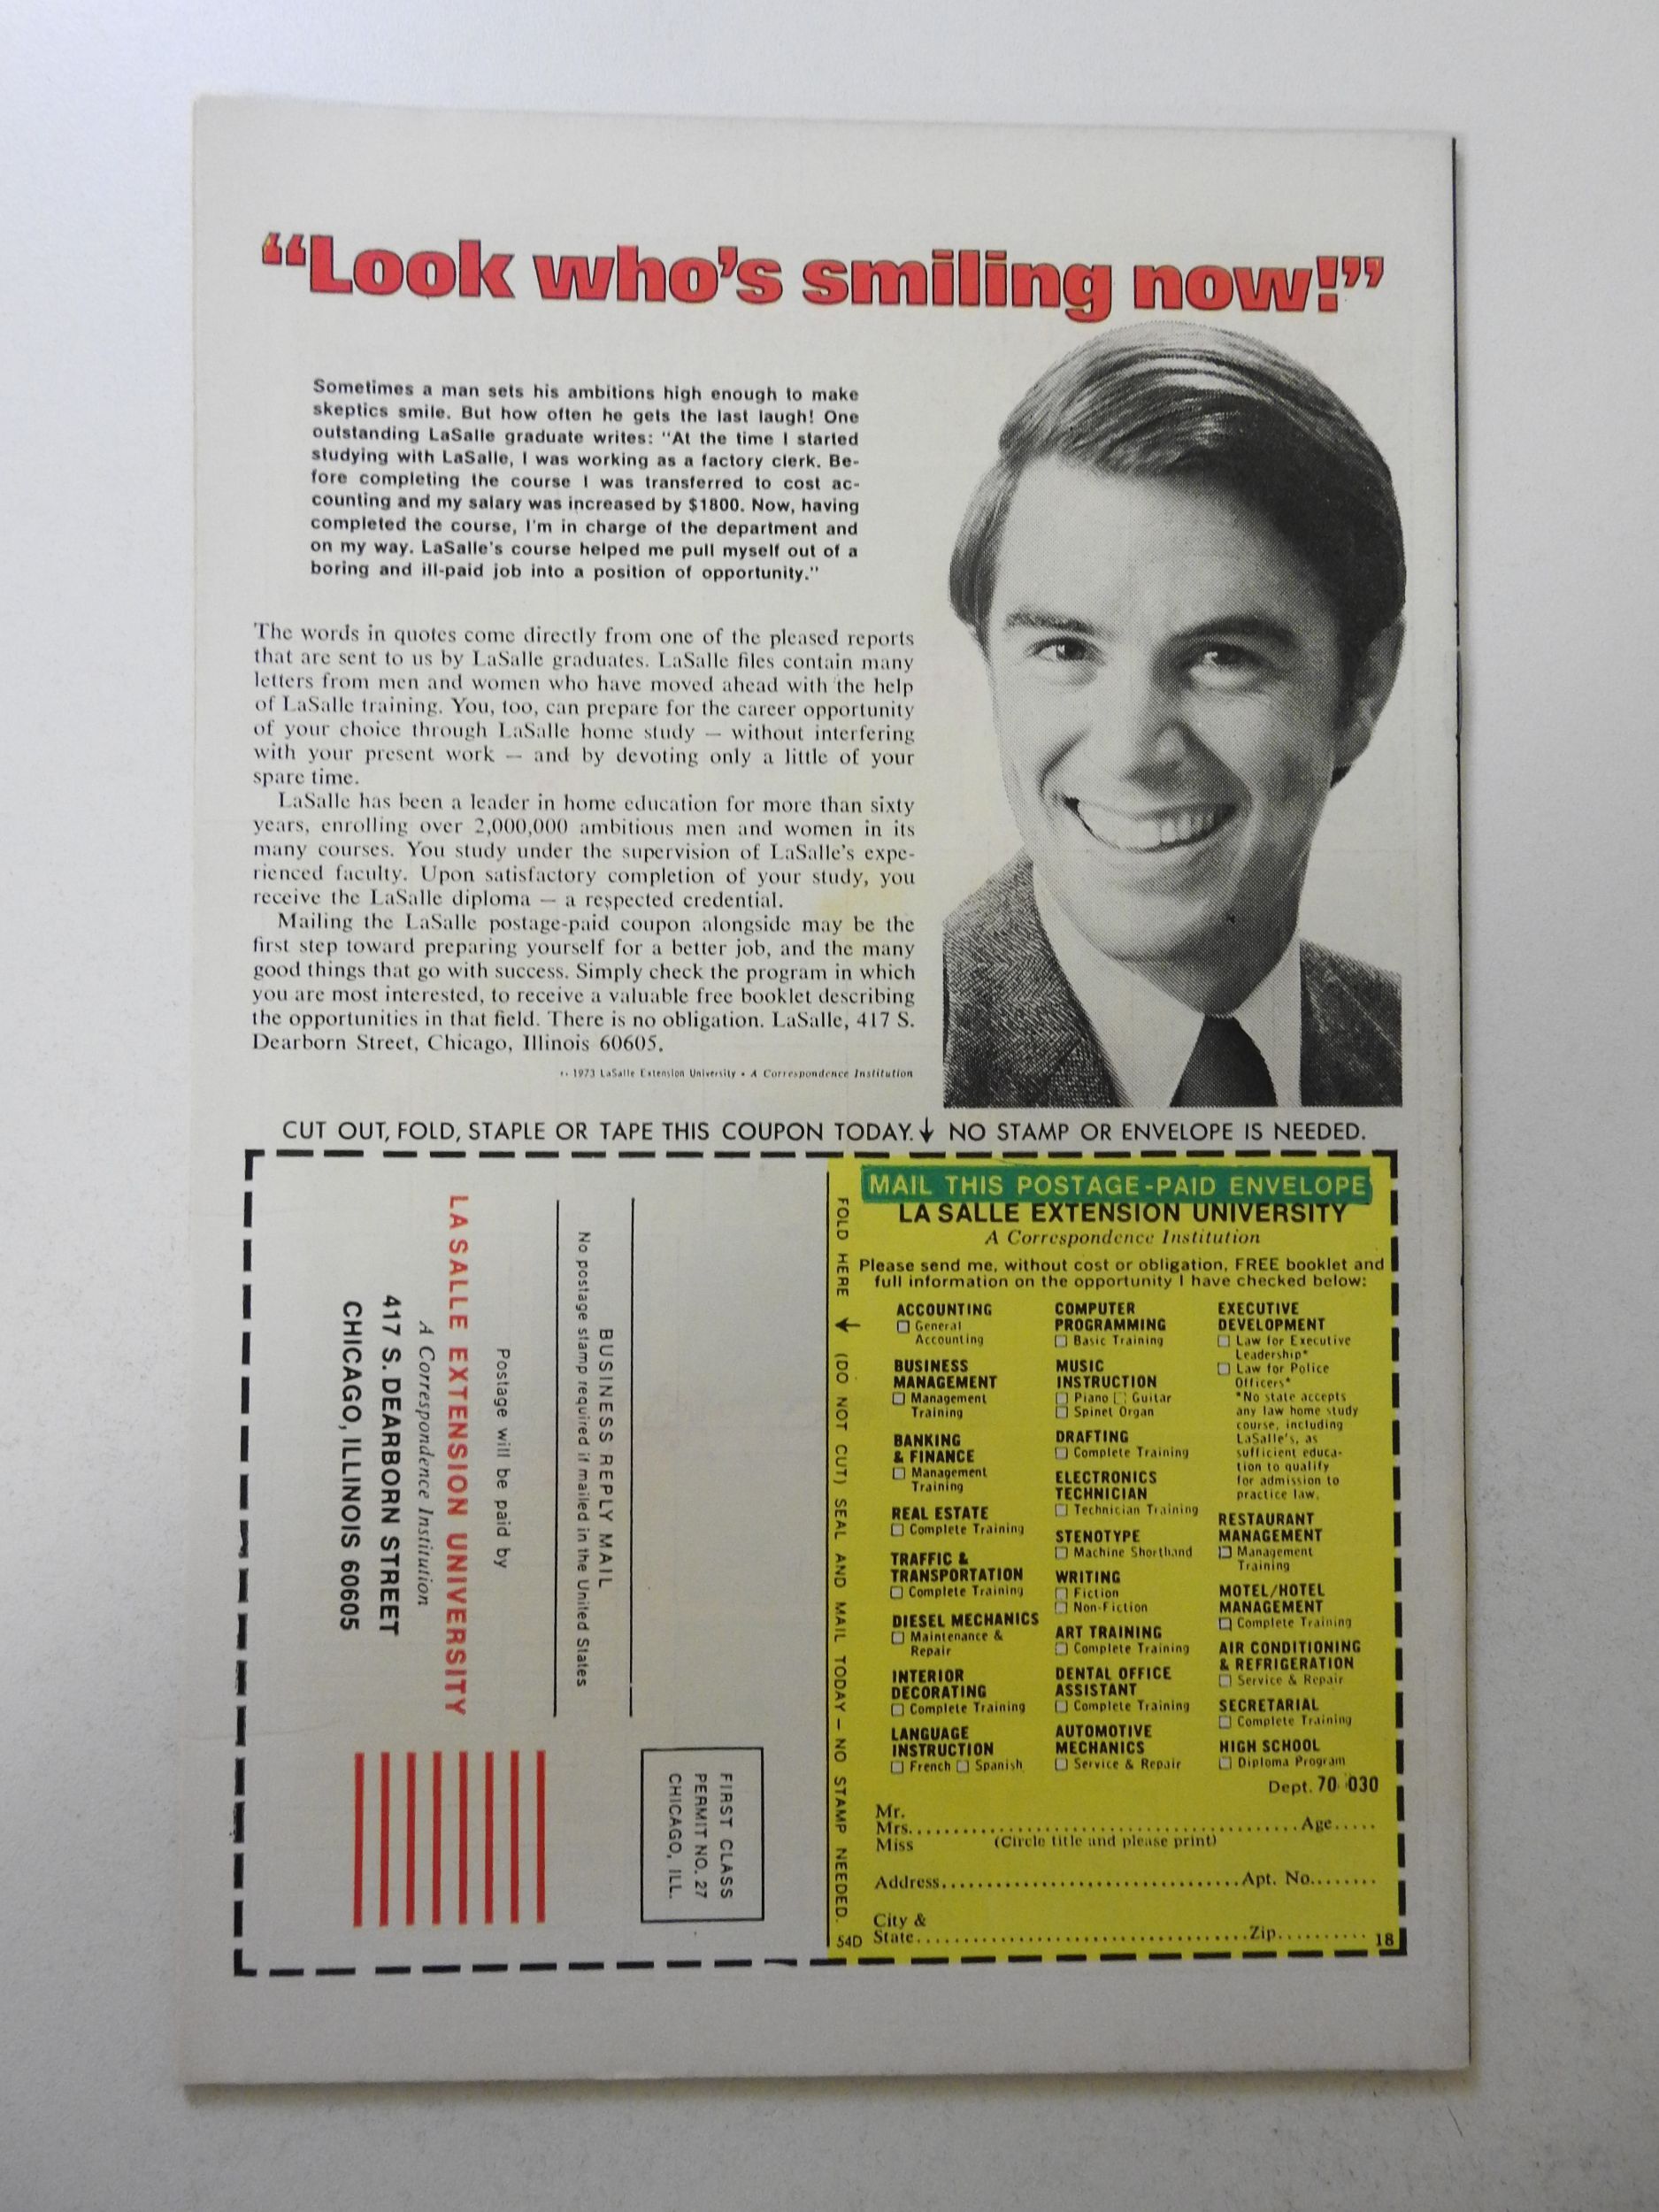 “Look who’s smiling now!”
Sometimes a man sets his ambitions high enough to make
skeptics smile. But how often he gets the last laugh! One
outstanding LaSalle graduate writes: "At the time I started
studying with LaSalle, I was working as a factory clerk. Be-
fore completing the course I was transferred to cost ac-
counting and my salary was increased by $1800. Now, having
completed the course, I'm in charge of the department and
on my way. LaSalle's course helped me pull myself out of a
boring and ill-paid job into a position of opportunity."
The words in quotes come directly from one of the pleased reports
that are sent to us by LaSalle graduates. LaSalle files contain many
letters from men and women who have moved ahead with the help
of LaSalle training. You, too, can prepare for the career opportunity
of your choice through LaSalle home study — without interfering
with your present work — and by devoting only a little of your
spare time.
LaSalle has been a leader in home education for more than sixty
years, enrolling over 2,000,000 ambitious men and women in its
many courses. You study under the supervision of LaSalle's expe-
rienced faculty. Upon satisfactory completion of your study, you
receive the LaSalle diploma — a respected credential.
Mailing the LaSalle postage-paid coupon alongside may be the
first step toward preparing yourself for a better job, and the many
good things that go with success. Simply check the program in which
you are most interested, to receive a valuable free booklet describing
the opportunities in that field. There is no obligation. LaSalle, 417 S.
Dearborn Street, Chicago, Illinois 60605.
© 1973 LaSalle Extension University • A Correspondence Institution
CUT OUT, FOLD, STAPLE OR TAPE THIS COUPON TODAY. ↓ NO STAMP OR ENVELOPE IS NEEDED.
FIRST CLASS
PERMIT NO. 27
CHICAGO, ILL.
BUSINESS REPLY MAIL
No postage stamp required if mailed in the United States
Postage will be paid by
LA SALLE EXTENSION UNIVERSITY
A Correspondence Institution
417 S. DEARBORN STREET
CHICAGO, ILLINOIS 60605
FOLD HERE ↓ (DO NOT CUT) SEAL AND MAIL TODAY — NO STAMP NEEDED.
MAIL THIS POSTAGE-PAID ENVELOPE
LA SALLE EXTENSION UNIVERSITY
A Correspondence Institution
Please send me, without cost or obligation, FREE booklet and
full information on the opportunity I have checked below:
ACCOUNTING
☐ General
Accounting
BUSINESS
MANAGEMENT
☐ Management
Training
BANKING
& FINANCE
☐ Management
Training
REAL ESTATE
☐ Complete Training
TRAFFIC &
TRANSPORTATION
☐ Complete Training
DIESEL MECHANICS
☐ Maintenance &
Repair
INTERIOR
DECORATING
☐ Complete Training
LANGUAGE
INSTRUCTION
☐ French ☐ Spanish
COMPUTER
PROGRAMMING
☐ Basic Training
MUSIC
INSTRUCTION
☐ Piano ☐ Guitar
☐ Spinet Organ
DRAFTING
☐ Complete Training
ELECTRONICS
TECHNICIAN
☐ Technician Training
STENOTYPE
☐ Machine Shorthand
WRITING
☐ Fiction
☐ Non-Fiction
ART TRAINING
☐ Complete Training
DENTAL OFFICE
ASSISTANT
☐ Complete Training
AUTOMOTIVE
MECHANICS
☐ Service & Repair
EXECUTIVE
DEVELOPMENT
☐ Law for Executive
Leadership*
☐ Law for Police
Officers*
*No state accepts
any law home study
course, including
LaSalle's, as
sufficient educa-
tion to qualify
for admission to
practice law.
RESTAURANT
MANAGEMENT
☐ Management
Training
MOTEL/HOTEL
MANAGEMENT
☐ Complete Training
AIR CONDITIONING
& REFRIGERATION
☐ Service & Repair
SECRETARIAL
☐ Complete Training
HIGH SCHOOL
☐ Diploma Program
Dept. 70-030
Mr.
Mrs. Age
Miss (Circle title and please print)
Address Apt. No.
City &
State Zip
54D 18